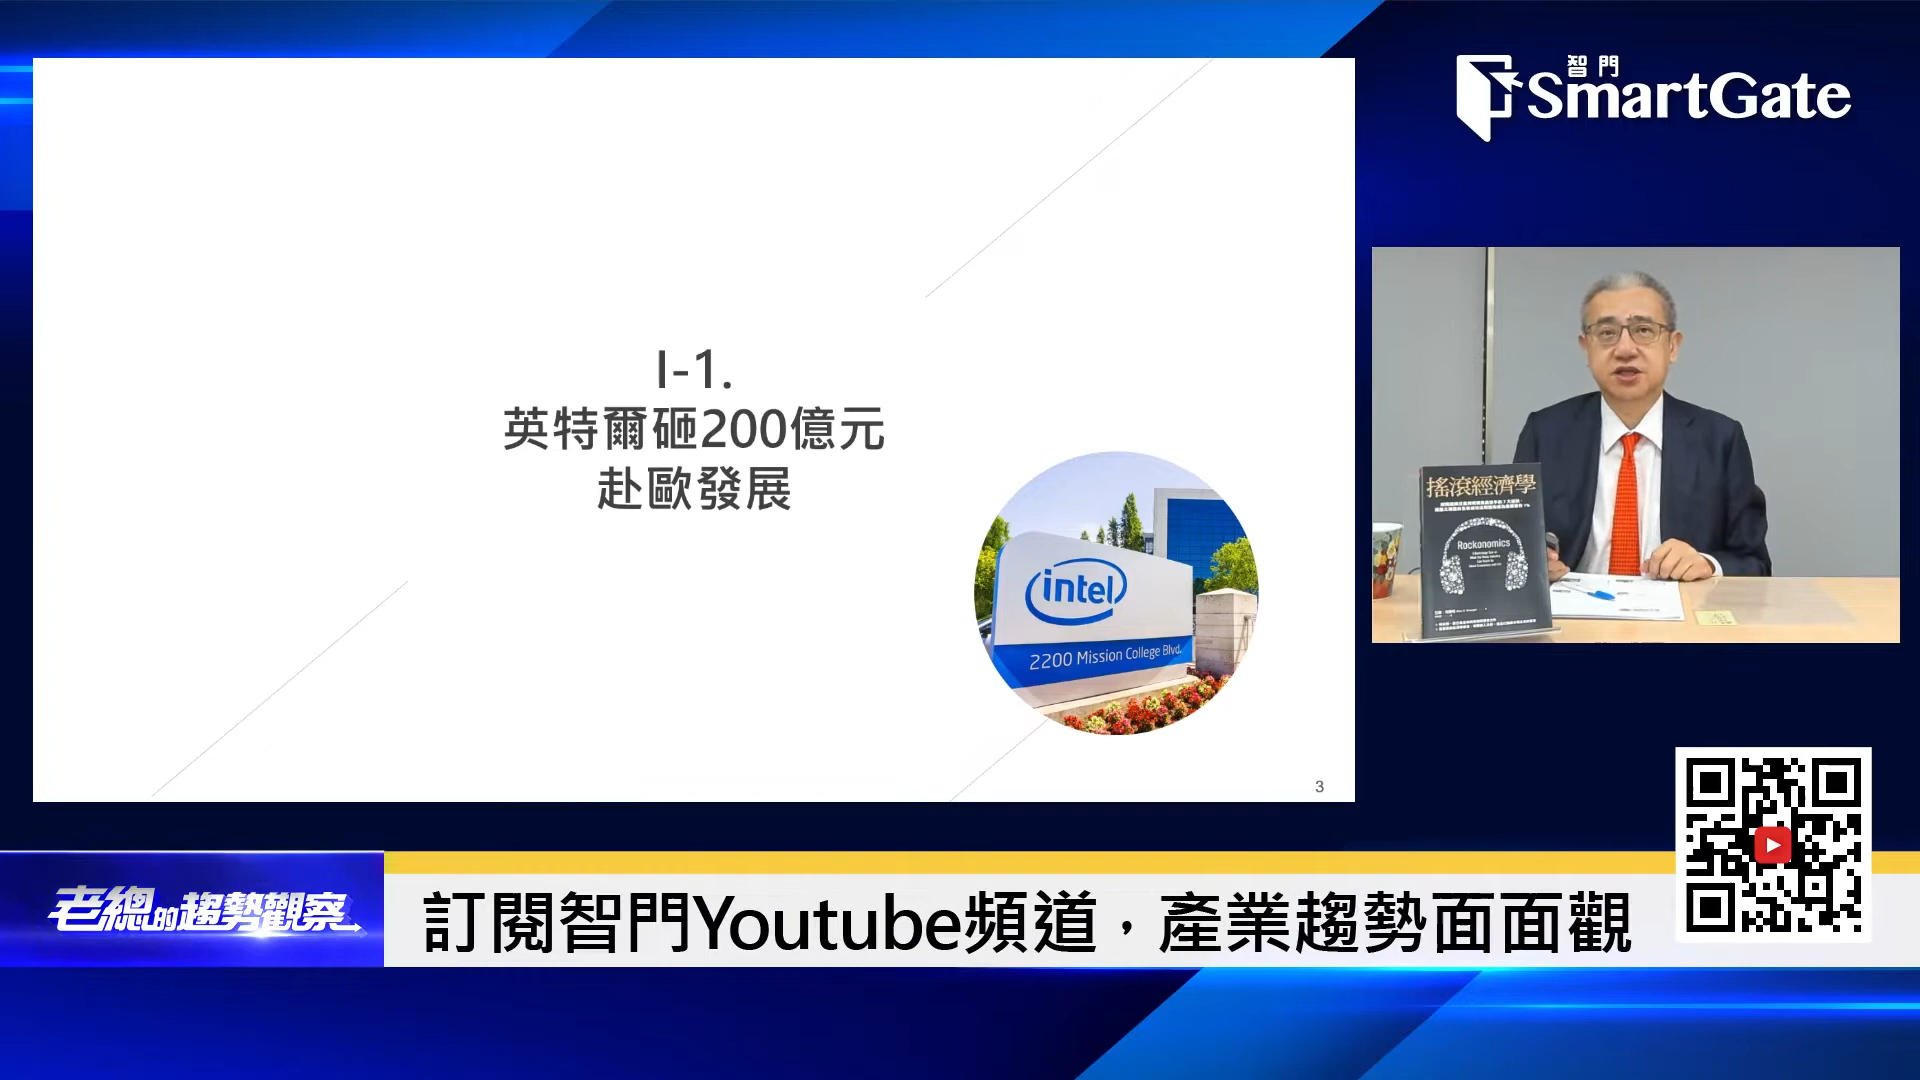 智門
SmartGate
I-1.
英特爾砸200億元
赴歐發展
intel
2200 Mission College Blvd.
3
搖滾經濟學
Rockonomics
老總的趨勢觀察
訂閱智門Youtube頻道，產業趨勢面面觀